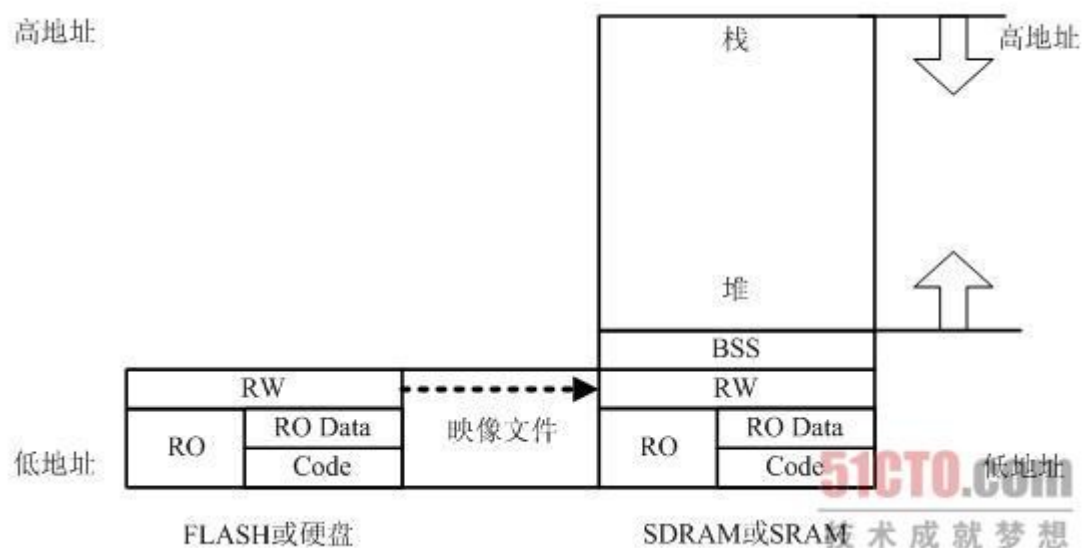 高地址
栈
高地址
堆
BSS
RW
RW
RO
RO Data
Code
映像文件
RO
RO Data
Code
低地址
低地址
FLASH或硬盘
SDRAM或SRAM
51CTO.com
技术成就梦想